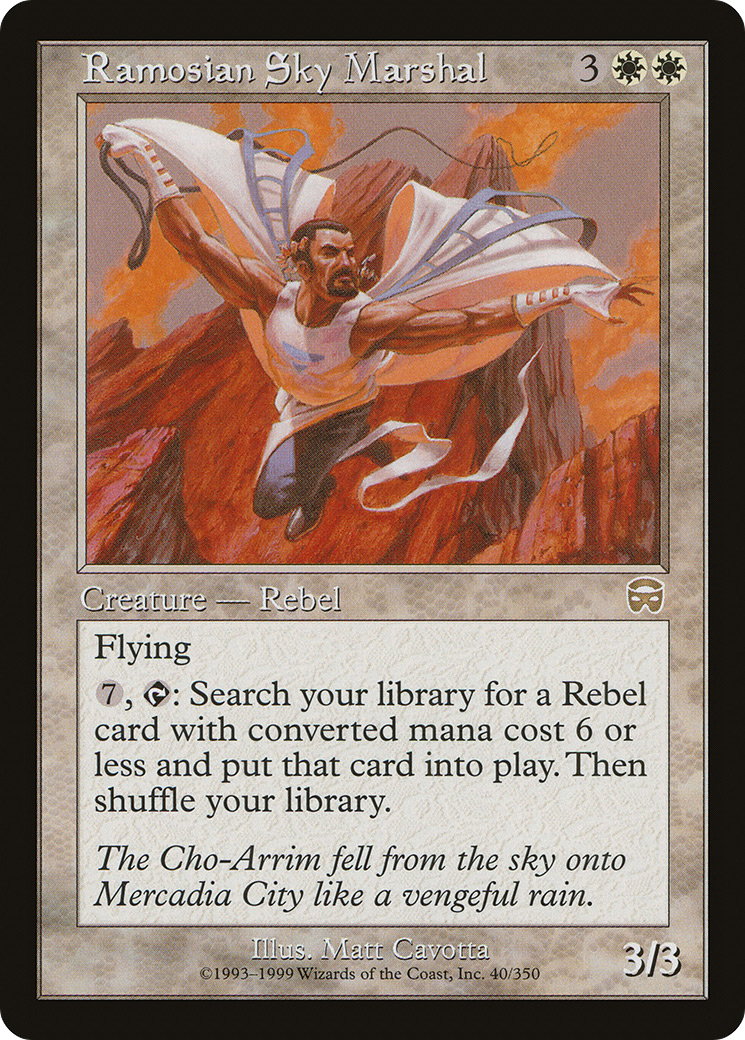 Ramosian Sky Marshal 3
Creature — Rebel
Flying
7, : Search your library for a Rebel
card with converted mana cost 6 or
less and put that card into play. Then
shuffle your library.
The Cho-Arrim fell from the sky onto
Mercadia City like a vengeful rain.
Illus. Matt Cavotta
©1993–1999 Wizards of the Coast, Inc. 40/350
3/3